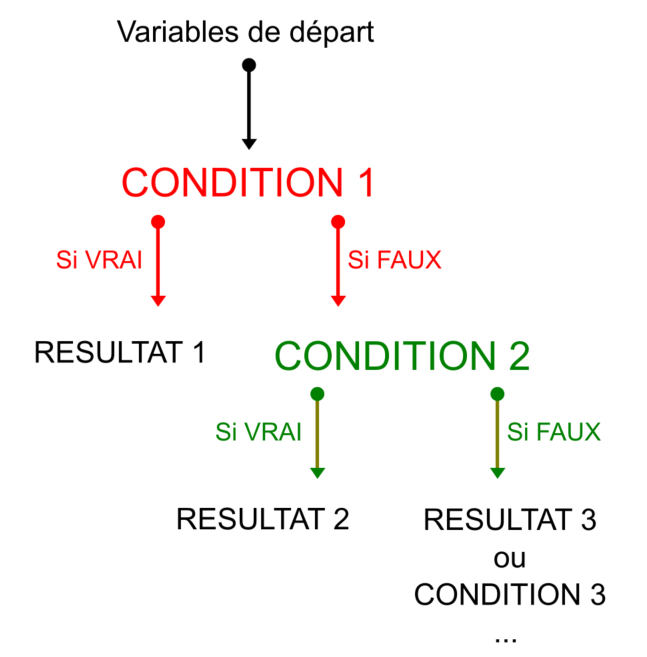 Variables de départ
CONDITION 1
Si VRAI
Si FAUX
RESULTAT 1
CONDITION 2
Si VRAI
Si FAUX
RESULTAT 2
RESULTAT 3
ou
CONDITION 3
...